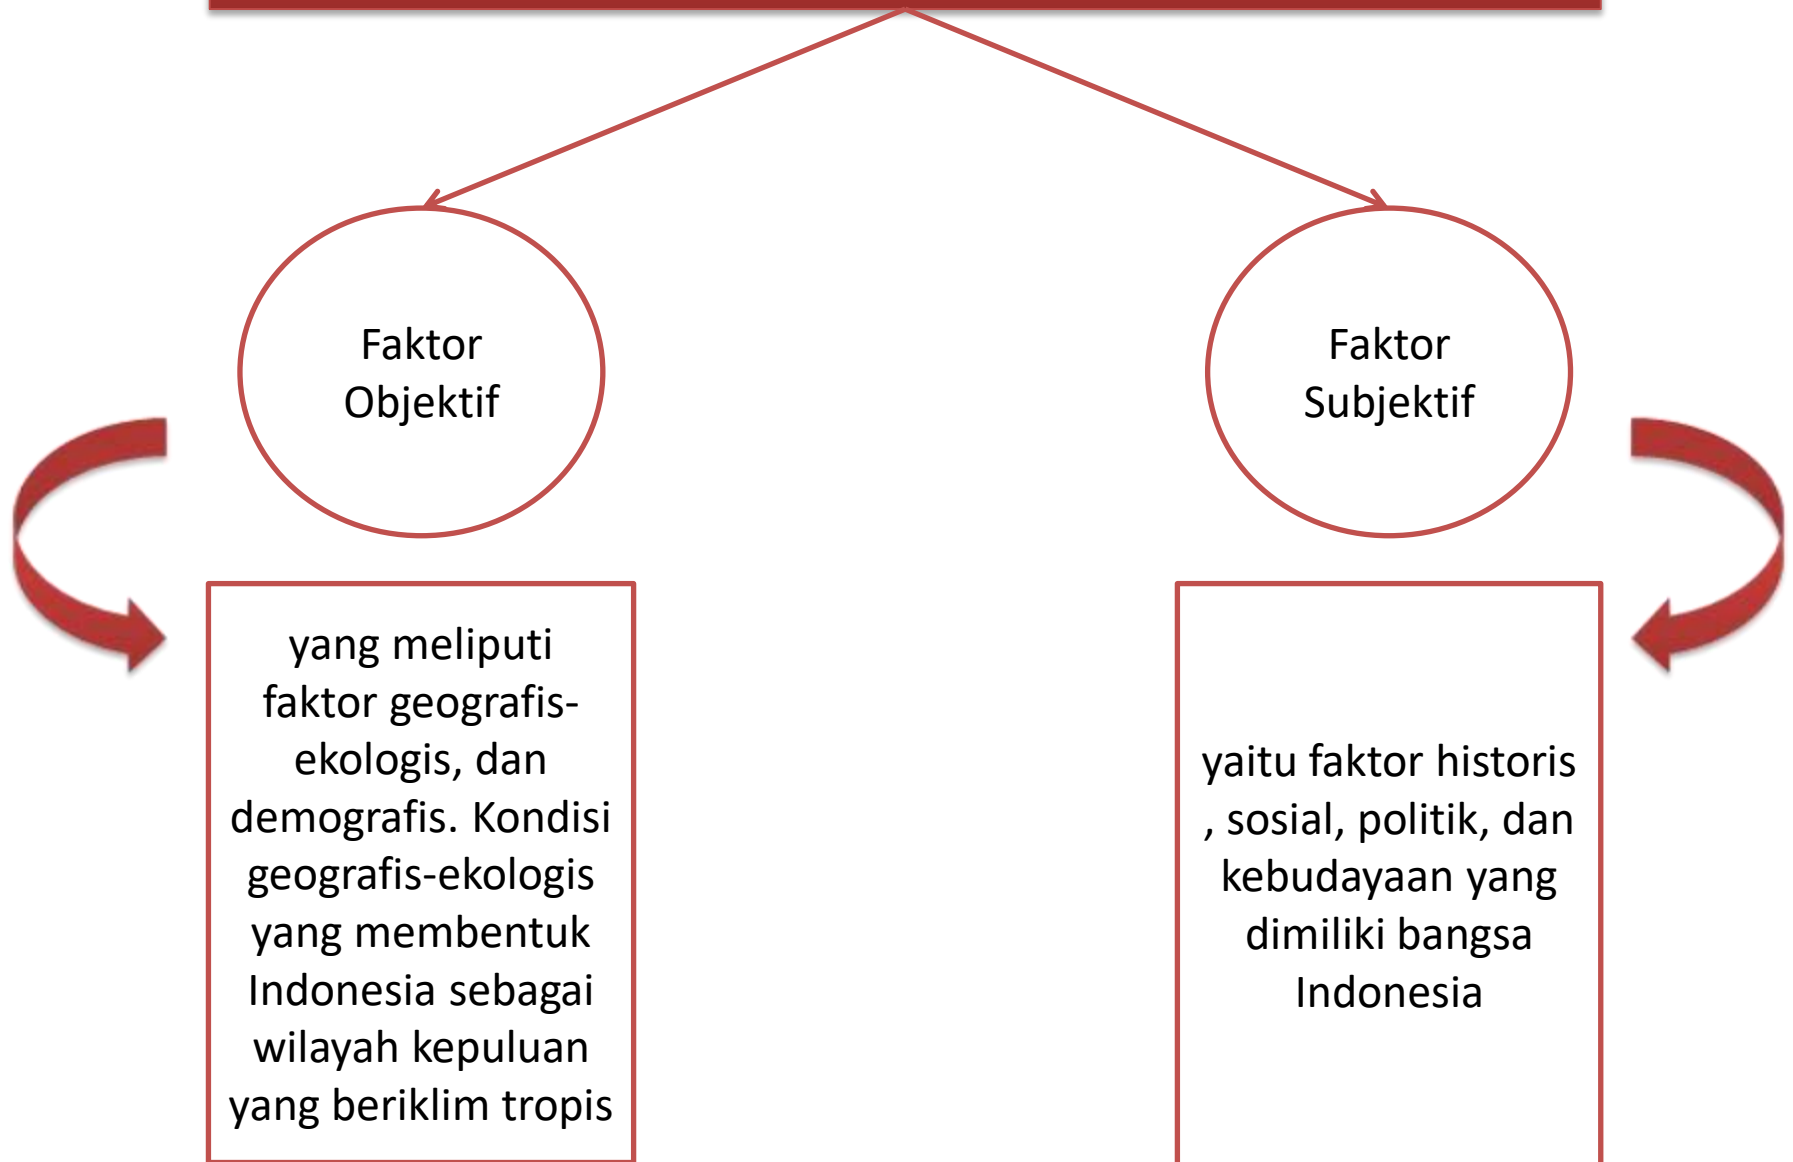 Faktor
Objektif
Faktor
Subjektif
yang meliputi
faktor geografis-
ekologis, dan
demografis. Kondisi
geografis-ekologis
yang membentuk
Indonesia sebagai
wilayah kepuluan
yang beriklim tropis
yaitu faktor historis
, sosial, politik, dan
kebudayaan yang
dimiliki bangsa
Indonesia